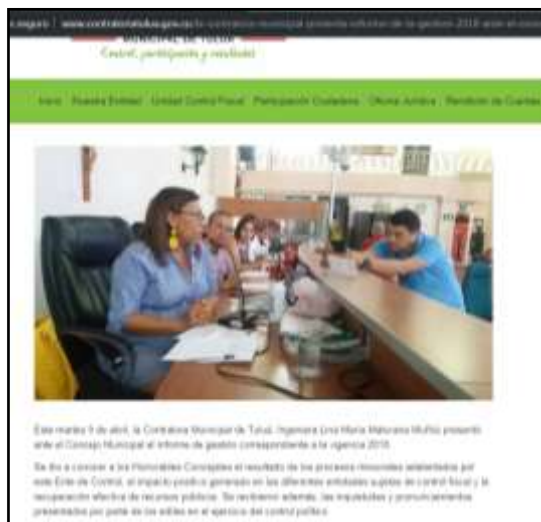 seguro | www.contraloriatulua.gov.co
MUNICIPAL DE TULUÁ
Control, participación y resultados
Inicio Nuestra Entidad Unidad Control Fiscal Participación Ciudadana Oficina Jurídica Rendición de Cuentas
Este martes 9 de abril, la Contralora Municipal de Tuluá, Ingeniera Lina María Maturana Muñoz presentó
ante el Concejo Municipal el informe de gestión correspondiente a la vigencia 2018.
Se dio a conocer a los Honorables Concejales el resultado de los procesos misionales adelantados por
este Ente de Control, el impacto positivo generado en las diferentes entidades sujetas de control fiscal y la
recuperación efectiva de recursos públicos. Se recibieron además, las inquietudes y pronunciamientos
presentados por parte de los ediles en el ejercicio del control político.